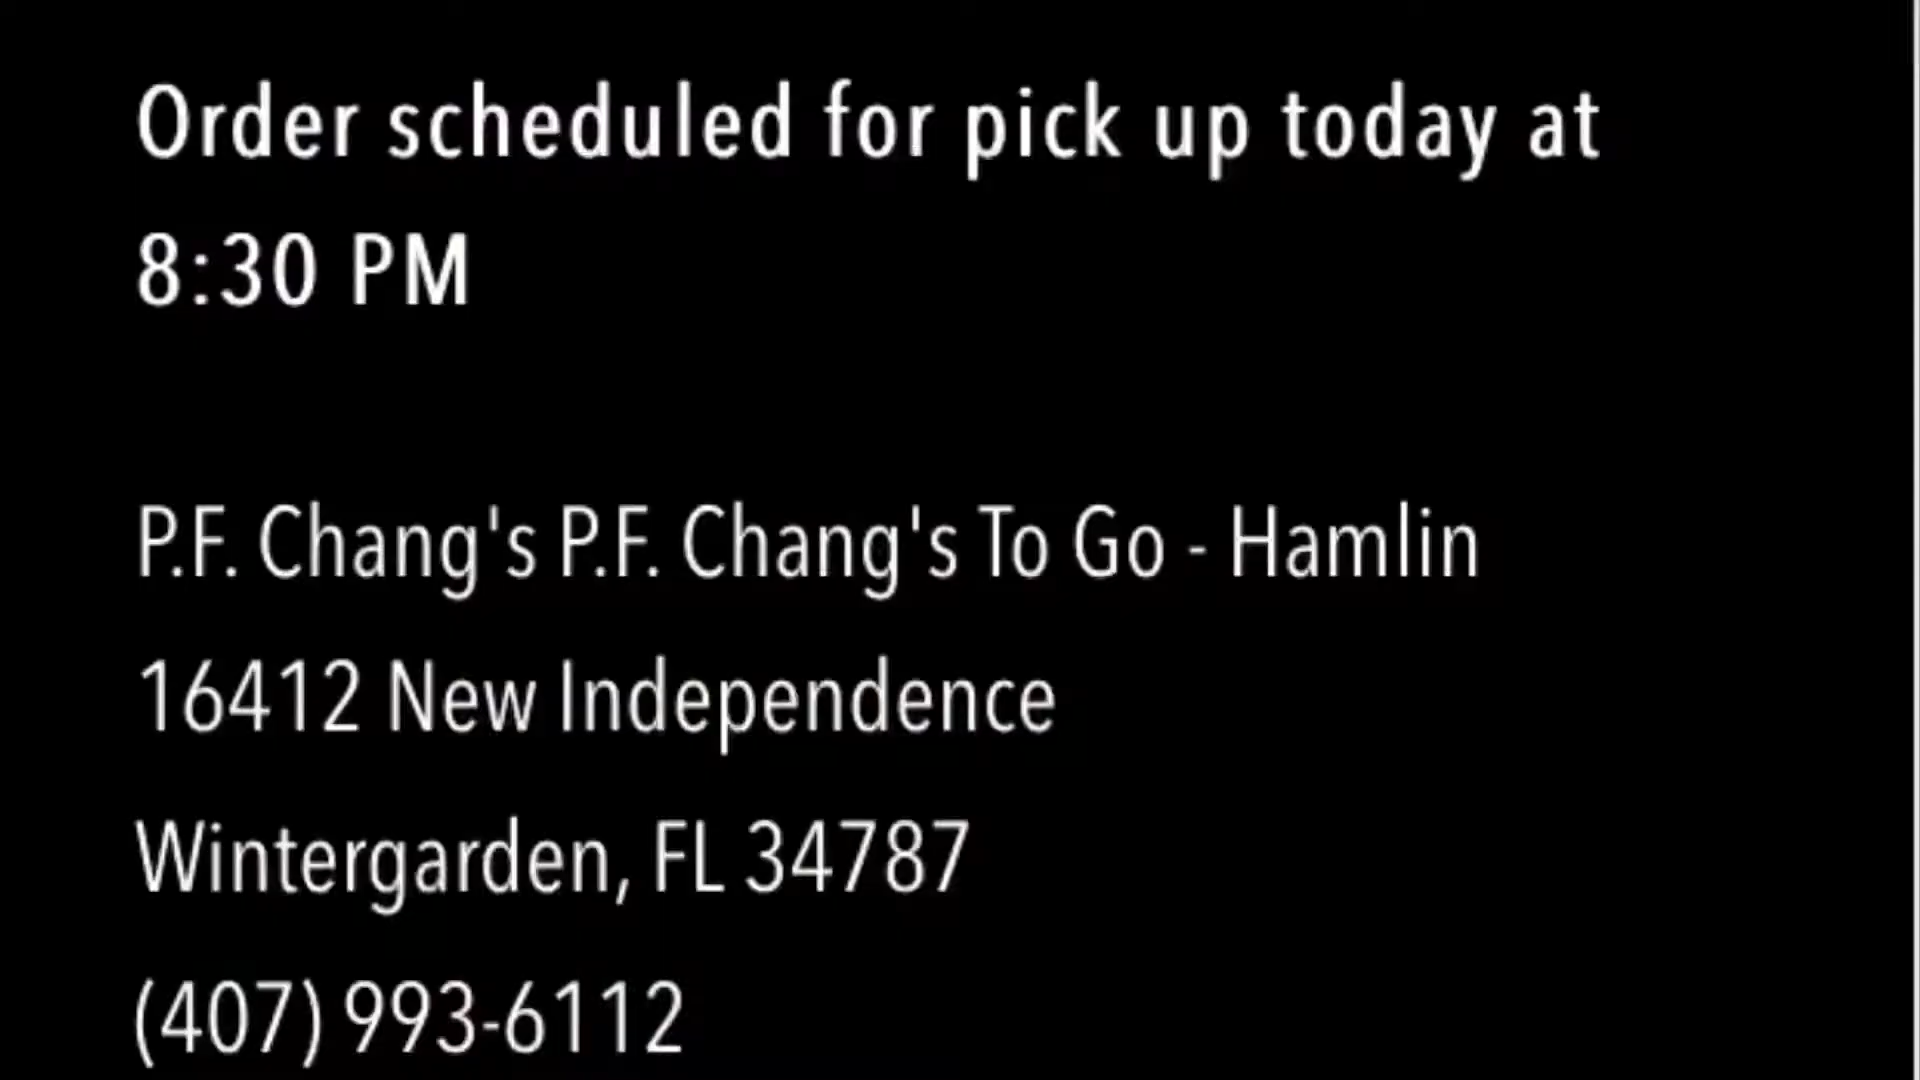 Order scheduled for pick up today at
8:30 PM
P.F. Chang's P.F. Chang's To Go - Hamlin
16412 New Independence
Wintergarden, FL 34787
(407) 993-6112